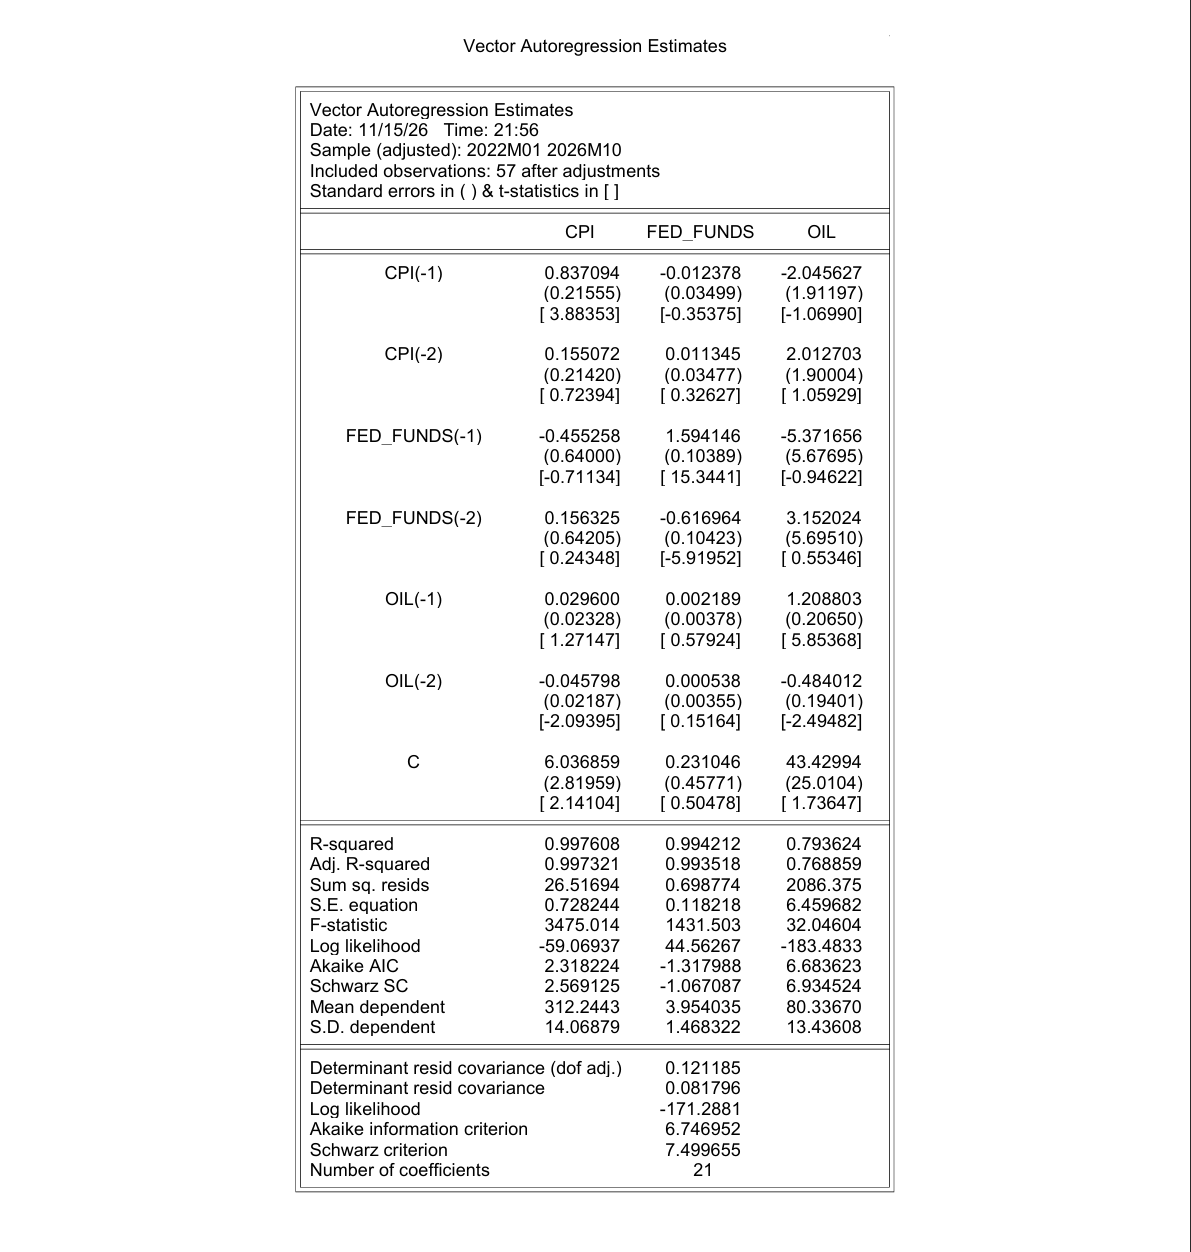 Vector Autoregression Estimates
Vector Autoregression Estimates
Date: 11/15/26 Time: 21:56
Sample (adjusted): 2022M01 2026M10
Included observations: 57 after adjustments
Standard errors in ( ) & t-statistics in [ ]
CPI FED_FUNDS OIL
CPI(-1) 0.837094 -0.012378 -2.045627
(0.21555) (0.03499) (1.91197)
[ 3.88353] [-0.35375] [-1.06990]
CPI(-2) 0.155072 0.011345 2.012703
(0.21420) (0.03477) (1.90004)
[ 0.72394] [ 0.32627] [ 1.05929]
FED_FUNDS(-1) -0.455258 1.594146 -5.371656
(0.64000) (0.10389) (5.67695)
[-0.71134] [ 15.3441] [-0.94622]
FED_FUNDS(-2) 0.156325 -0.616964 3.152024
(0.64205) (0.10423) (5.69510)
[ 0.24348] [-5.91952] [ 0.55346]
OIL(-1) 0.029600 0.002189 1.208803
(0.02328) (0.00378) (0.20650)
[ 1.27147] [ 0.57924] [ 5.85368]
OIL(-2) -0.045798 0.000538 -0.484012
(0.02187) (0.00355) (0.19401)
[-2.09395] [ 0.15164] [-2.49482]
C 6.036859 0.231046 43.42994
(2.81959) (0.45771) (25.0104)
[ 2.14104] [ 0.50478] [ 1.73647]
R-squared 0.997608 0.994212 0.793624
Adj. R-squared 0.997321 0.993518 0.768859
Sum sq. resids 26.51694 0.698774 2086.375
S.E. equation 0.728244 0.118218 6.459682
F-statistic 3475.014 1431.503 32.04604
Log likelihood -59.06937 44.56267 -183.4833
Akaike AIC 2.318224 -1.317988 6.683623
Schwarz SC 2.569125 -1.067087 6.934524
Mean dependent 312.2443 3.954035 80.33670
S.D. dependent 14.06879 1.468322 13.43608
Determinant resid covariance (dof adj.) 0.121185
Determinant resid covariance 0.081796
Log likelihood -171.2881
Akaike information criterion 6.746952
Schwarz criterion 7.499655
Number of coefficients 21